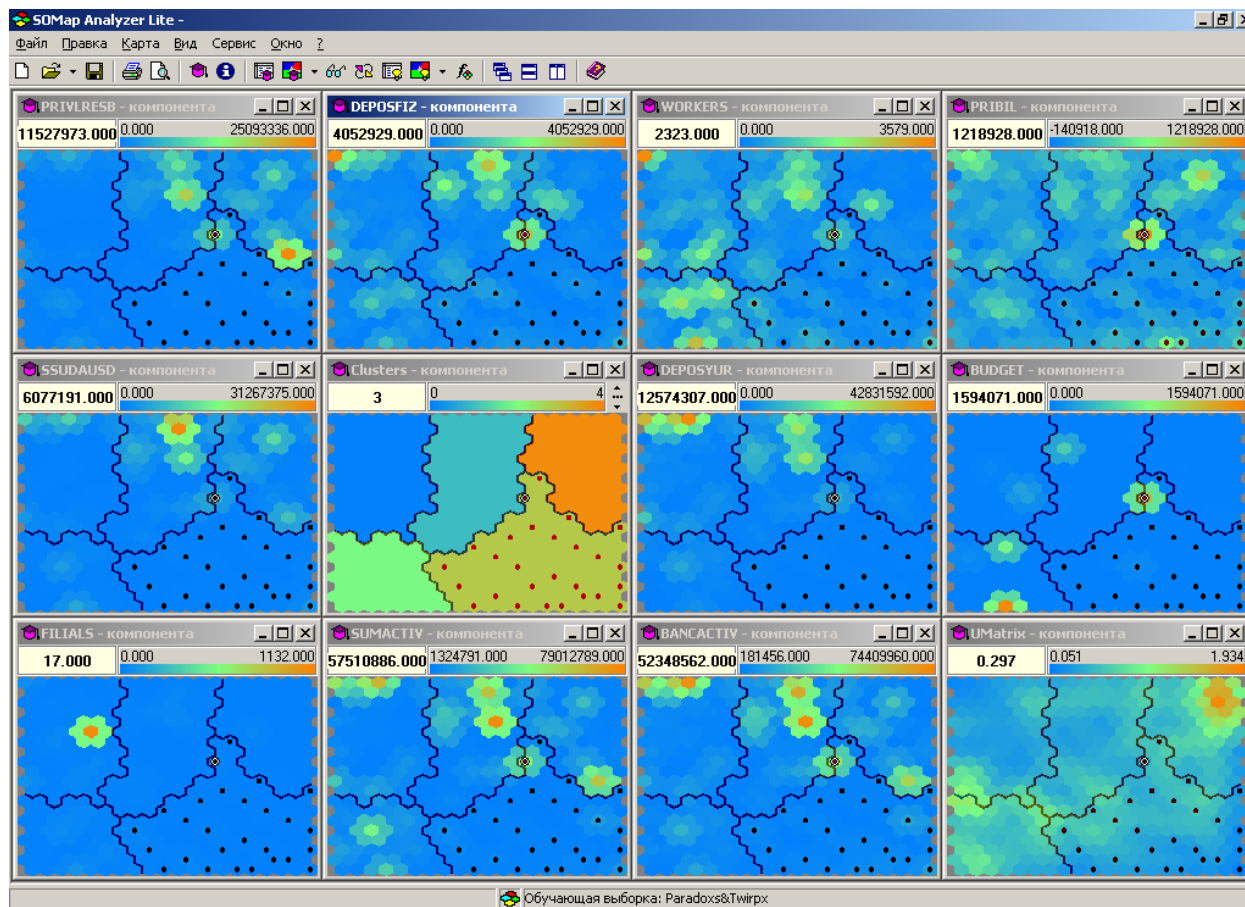 SOMap Analyzer Lite -
Файл Правка Карта Вид Сервис Окно ?
PRIVLRESB - компонента
11527973.000 0.000 25093336.000
DEPOSFIZ - компонента
4052929.000 0.000 4052929.000
WORKERS - компонента
2323.000 0.000 3579.000
PRIBIL - компонента
1218928.000 -140918.000 1218928.000
SSUDAUSD - компонента
6077191.000 0.000 31267375.000
Clusters - компонента
3 0 4
DEPOSYUR - компонента
12574307.000 0.000 42831592.000
BUDGET - компонента
1594071.000 0.000 1594071.000
FILIALS - компонента
17.000 0.000 1132.000
SUMACTIV - компонента
57510886.000 1324791.000 79012789.000
BANCACTIV - компонента
52348562.000 181456.000 74409960.000
UMatrix - компонента
0.297 0.051 1.934
Обучающая выборка: Paradoxs&Twirpx